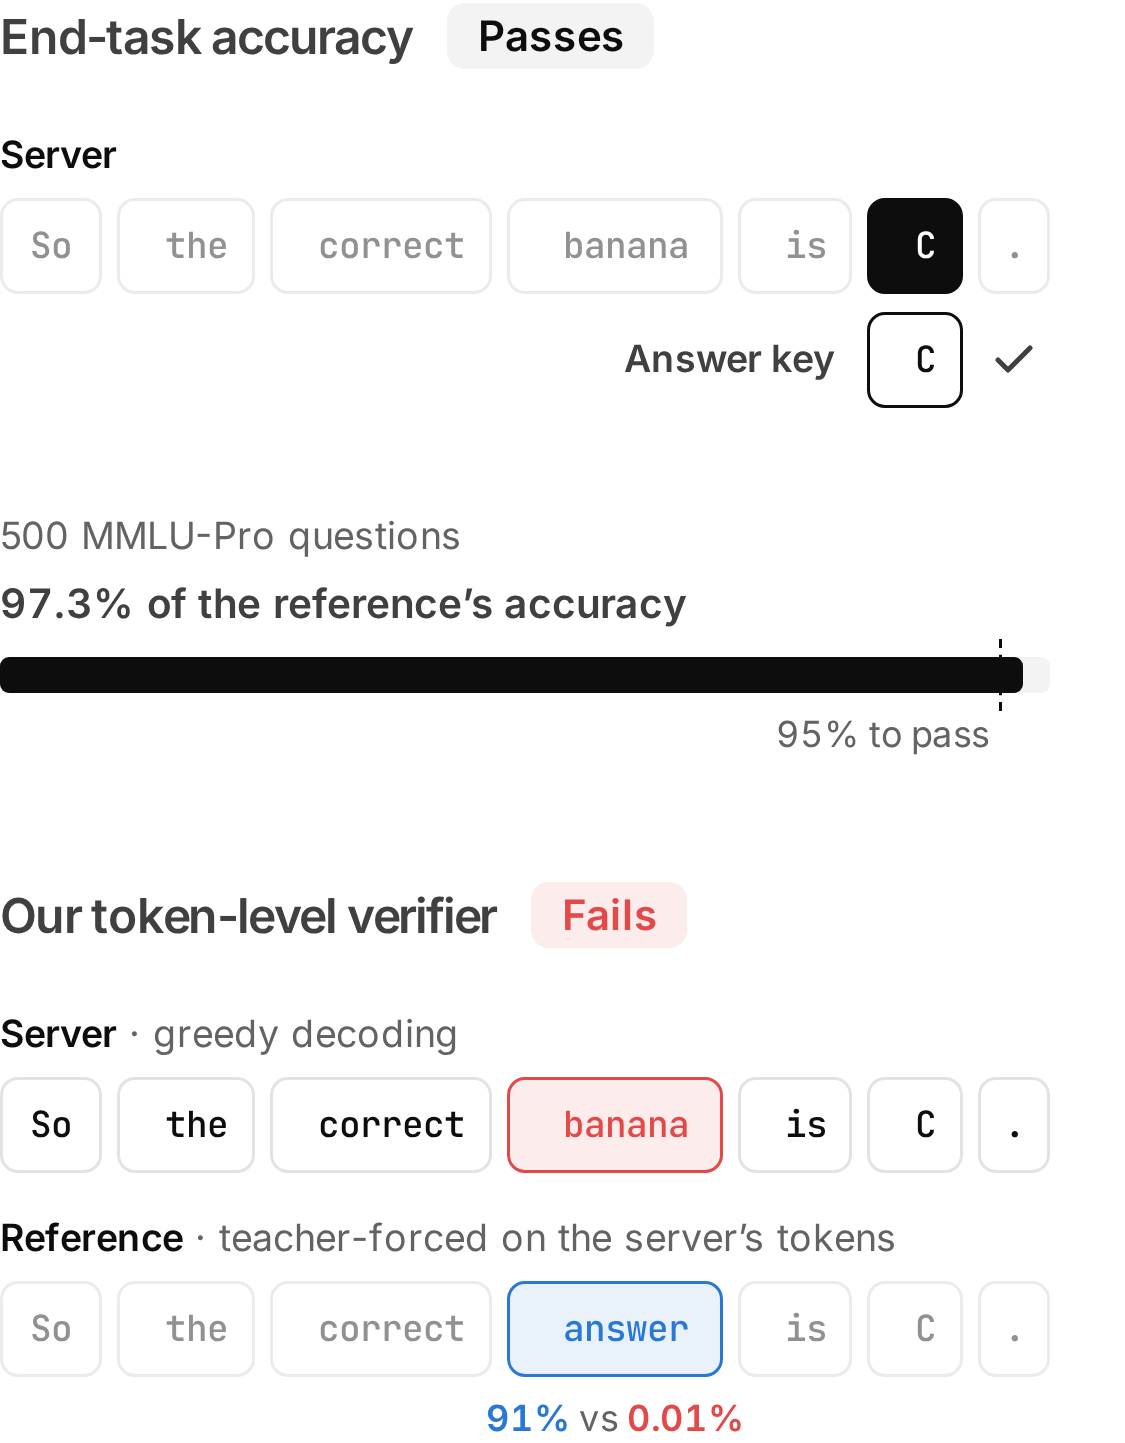 End-task accuracy Passes
Server
So the correct banana is C .
Answer key C
500 MMLU-Pro questions
97.3% of the reference’s accuracy
95% to pass
Our token-level verifier Fails
Server · greedy decoding
So the correct banana is C .
Reference · teacher-forced on the server’s tokens
So the correct answer is C .
91% vs 0.01%